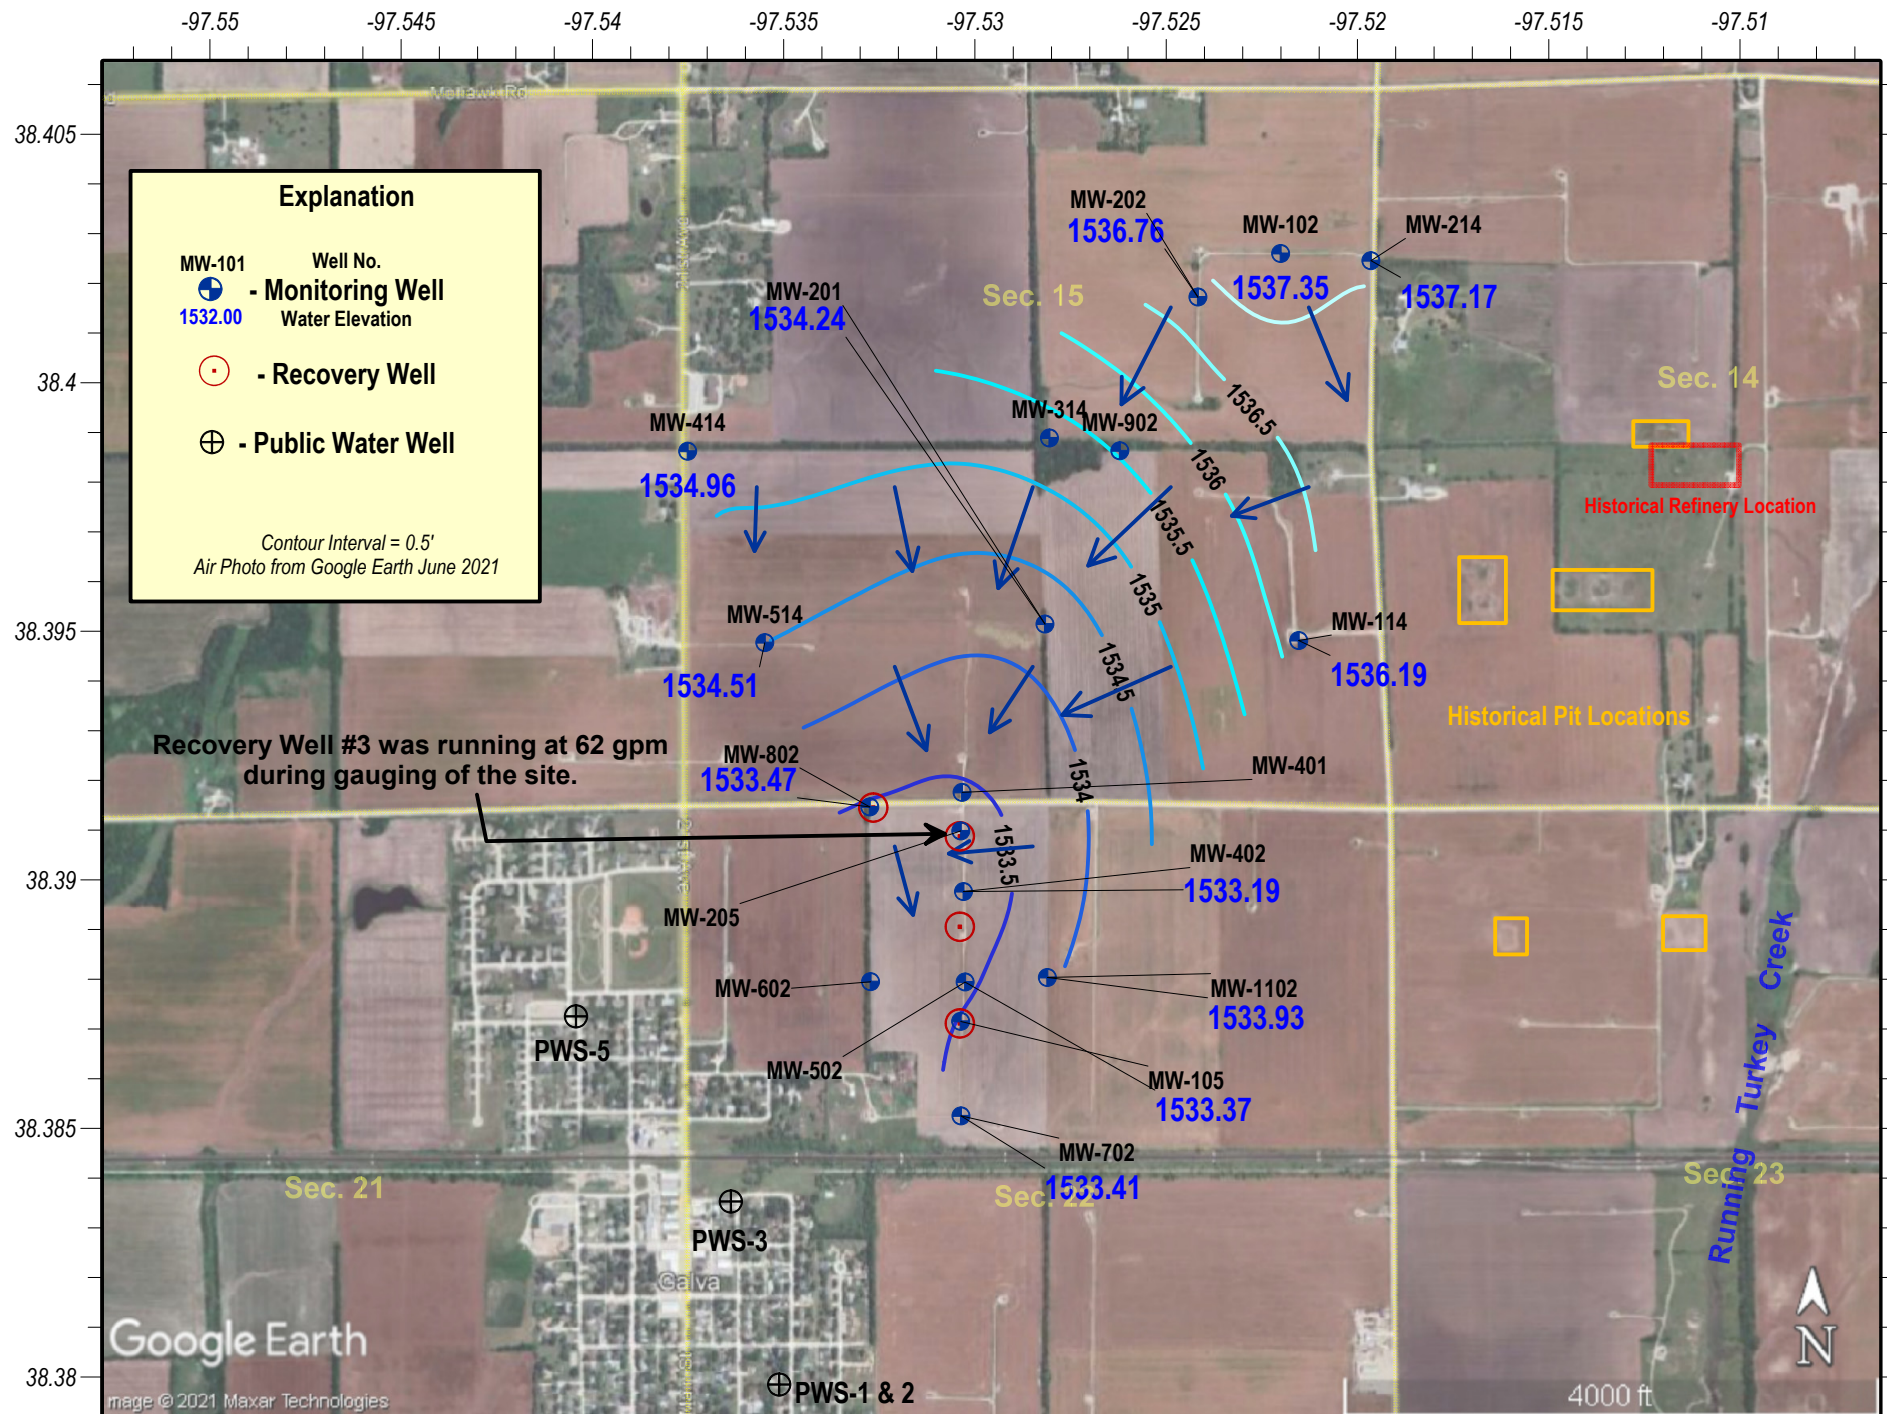 -97.55 -97.545 -97.54 -97.535 -97.53 -97.525 -97.52 -97.515 -97.51
38.405
38.4
38.395
38.39
38.385
38.38
Mohawk Rd
Explanation
MW-101
Well No.
- Monitoring Well
1532.00
Water Elevation
- Recovery Well
- Public Water Well
Contour Interval = 0.5'
Air Photo from Google Earth June 2021
MW-202
1536.76
MW-102
1537.35
MW-214
1537.17
MW-201
1534.24
Sec. 15
Sec. 14
MW-414
1534.96
MW-314
MW-902
1536.5
1536
1535.5
1535
1534.5
1534
1533.5
Historical Refinery Location
MW-514
1534.51
MW-114
1536.19
Historical Pit Locations
Recovery Well #3 was running at 62 gpm
during gauging of the site.
MW-802
1533.47
MW-401
MW-402
1533.19
MW-205
MW-602
MW-1102
1533.93
PWS-5
MW-502
MW-105
1533.37
MW-702
1533.41
Sec. 21
Sec. 22
Sec. 23
Running Turkey Creek
PWS-3
Galva
PWS-1 & 2
Google Earth
mage © 2021 Maxar Technologies
4000 ft
N